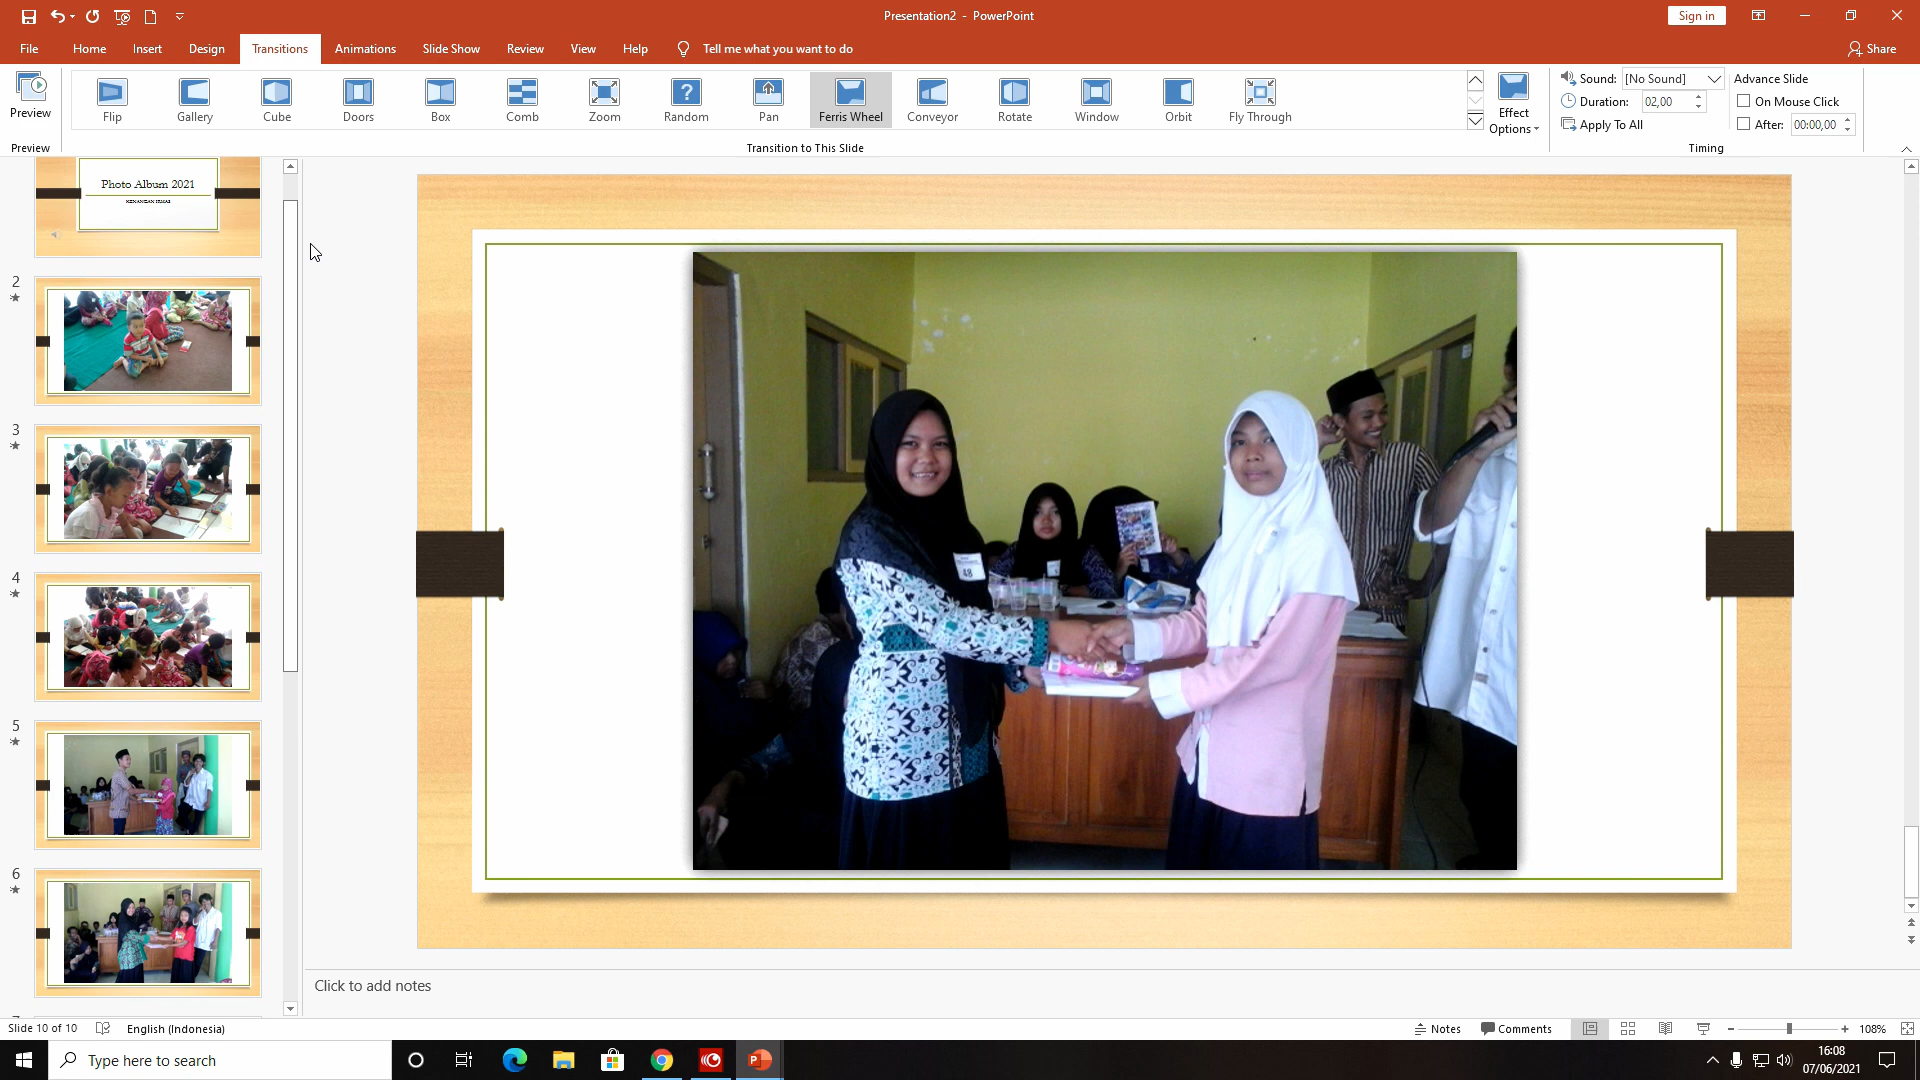 Presentation2 - PowerPoint
Sign in
File Home Insert Design Transitions Animations Slide Show Review View Help Tell me what you want to do Share
Preview
Flip Gallery Cube Doors Box Comb Zoom Random Pan Ferris Wheel Conveyor Rotate Window Orbit Fly Through
Effect
Options
Sound: [No Sound]
Duration: 02,00
Apply To All
Advance Slide
On Mouse Click
After: 00:00,00
Preview Transition to This Slide Timing
Photo Album 2021
2
3
4
5
6
48
Click to add notes
Slide 10 of 10 English (Indonesia) Notes Comments 108%
Type here to search
16:08
07/06/2021